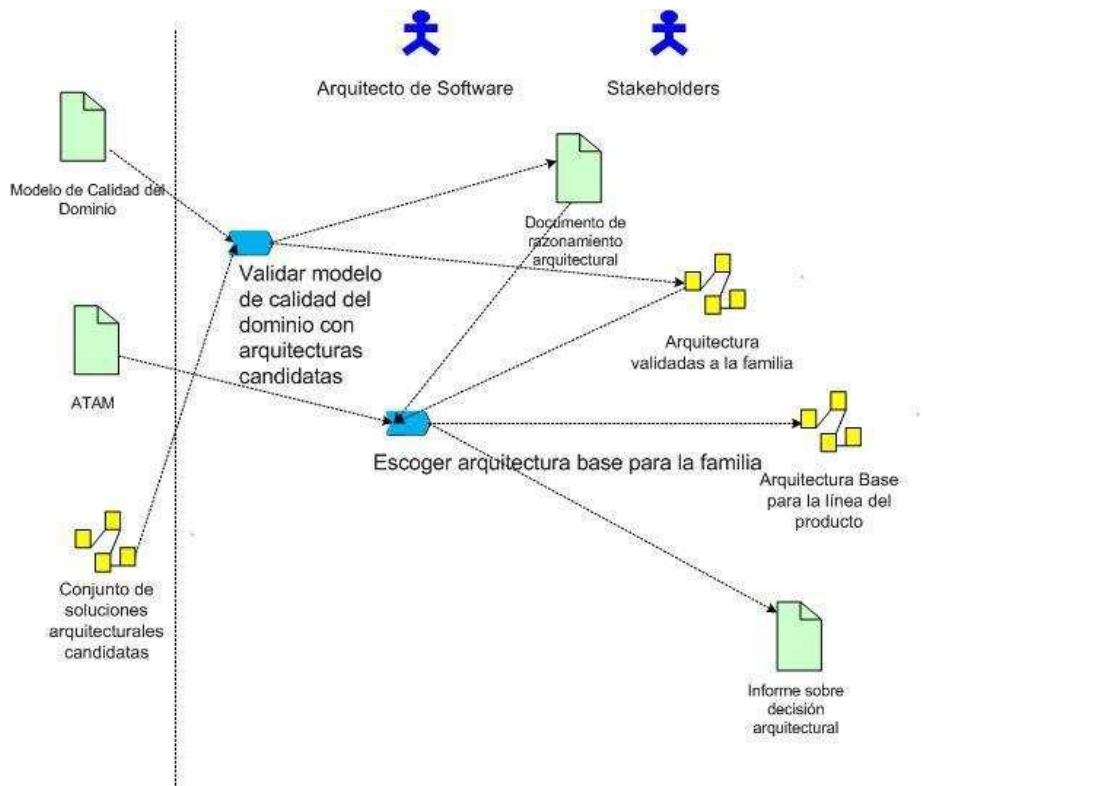 Arquitecto de Software
Stakeholders
Modelo de Calidad del
Dominio
Documento de
razonamiento
arquitectural
Validar modelo
de calidad del
dominio con
arquitecturas
candidatas
Arquitectura
validadas a la familia
ATAM
Escoger arquitectura base para la familia
Arquitectura Base
para la línea del
producto
Conjunto de
soluciones
arquitecturales
candidatas
Informe sobre
decisión
arquitectural